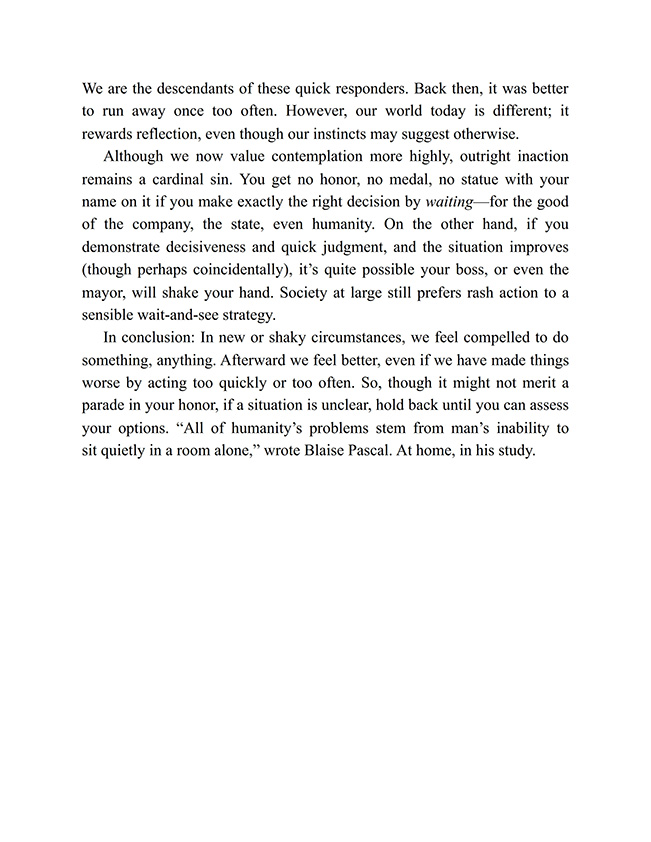 We are the descendants of these quick responders. Back then, it was better
to run away once too often. However, our world today is different; it
rewards reflection, even though our instincts may suggest otherwise.
Although we now value contemplation more highly, outright inaction
remains a cardinal sin. You get no honor, no medal, no statue with your
name on it if you make exactly the right decision by waiting—for the good
of the company, the state, even humanity. On the other hand, if you
demonstrate decisiveness and quick judgment, and the situation improves
(though perhaps coincidentally), it’s quite possible your boss, or even the
mayor, will shake your hand. Society at large still prefers rash action to a
sensible wait-and-see strategy.
In conclusion: In new or shaky circumstances, we feel compelled to do
something, anything. Afterward we feel better, even if we have made things
worse by acting too quickly or too often. So, though it might not merit a
parade in your honor, if a situation is unclear, hold back until you can assess
your options. “All of humanity’s problems stem from man’s inability to
sit quietly in a room alone,” wrote Blaise Pascal. At home, in his study.